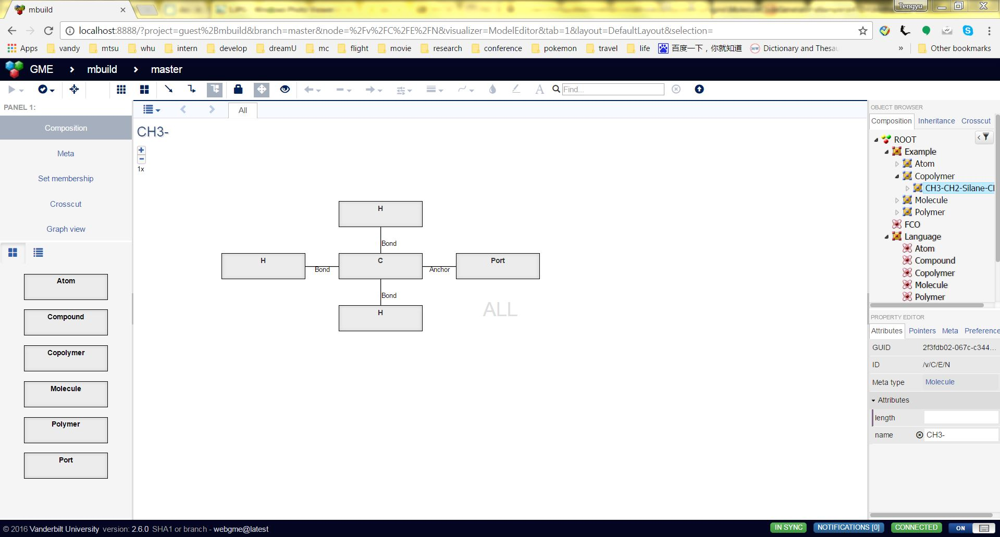 mbuild
Tengyu
localhost:8888/?project=guest%2Bmbuild&branch=master&node=%2Fv%2FC%2FE%2FN&visualizer=ModelEditor&tab=1&layout=DefaultLayout&selection=
Apps vandy mtsu whu intern develop dreamU mc flight movie research conference pokemon travel life 百度一下，你就知道 Dictionary and Thesau » Other bookmarks
GME > mbuild > master
Find...
PANEL 1:
Composition
Meta
Set membership
Crosscut
Graph view
Atom
Compound
Copolymer
Molecule
Polymer
Port
All
CH3-
+
-
1x
H
Bond
H
Bond
C
Anchor
Port
Bond
H
ALL
OBJECT BROWSER
Composition Inheritance Crosscut
ROOT
Example
Atom
Copolymer
CH3-CH2-Silane-CI
Molecule
Polymer
FCO
Language
Atom
Compound
Copolymer
Molecule
Polymer
PROPERTY EDITOR
Attributes Pointers Meta Preference
GUID 2f3fdb02-067c-c344...
ID /v/C/E/N
Meta type Molecule
Attributes
length
name CH3-
© 2016 Vanderbilt University version: 2.6.0 SHA1 or branch - webgme@latest
IN SYNC NOTIFICATIONS [0] CONNECTED ON